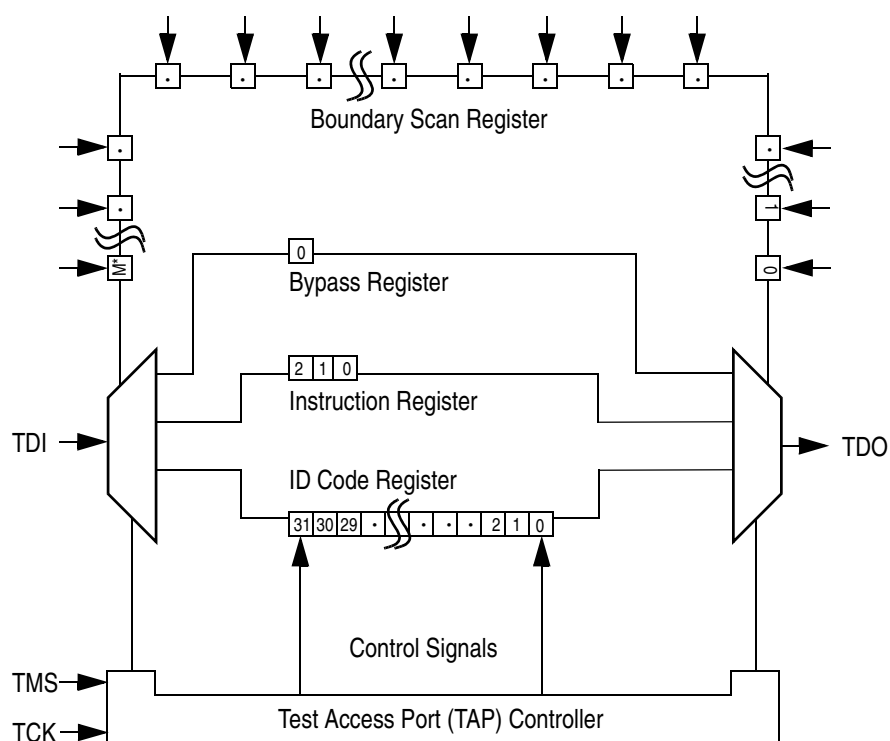 · · · · · · · ·
Boundary Scan Register
· ·
· 1
M* 0
0
Bypass Register
2 1 0
Instruction Register
TDI
TDO
ID Code Register
31 30 29 · · · · 2 1 0
Control Signals
TMS
Test Access Port (TAP) Controller
TCK